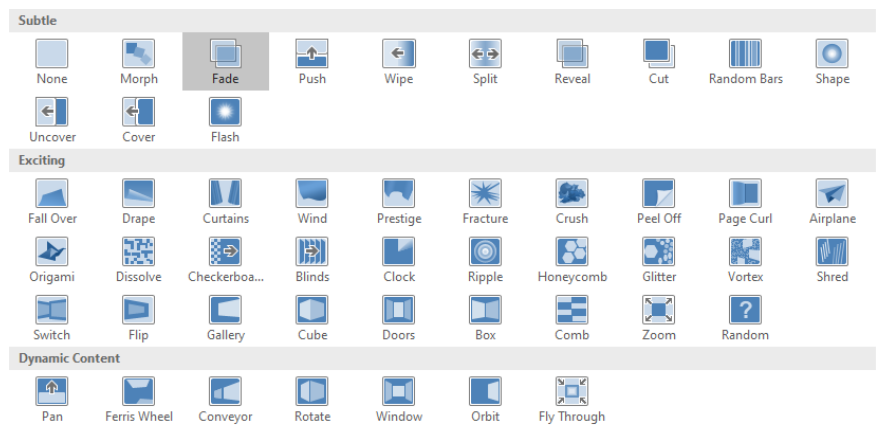 Subtle
None Morph Fade Push Wipe Split Reveal Cut Random Bars Shape
Uncover Cover Flash
Exciting
Fall Over Drape Curtains Wind Prestige Fracture Crush Peel Off Page Curl Airplane
Origami Dissolve Checkerboa... Blinds Clock Ripple Honeycomb Glitter Vortex Shred
Switch Flip Gallery Cube Doors Box Comb Zoom ? Random
Dynamic Content
Pan Ferris Wheel Conveyor Rotate Window Orbit Fly Through